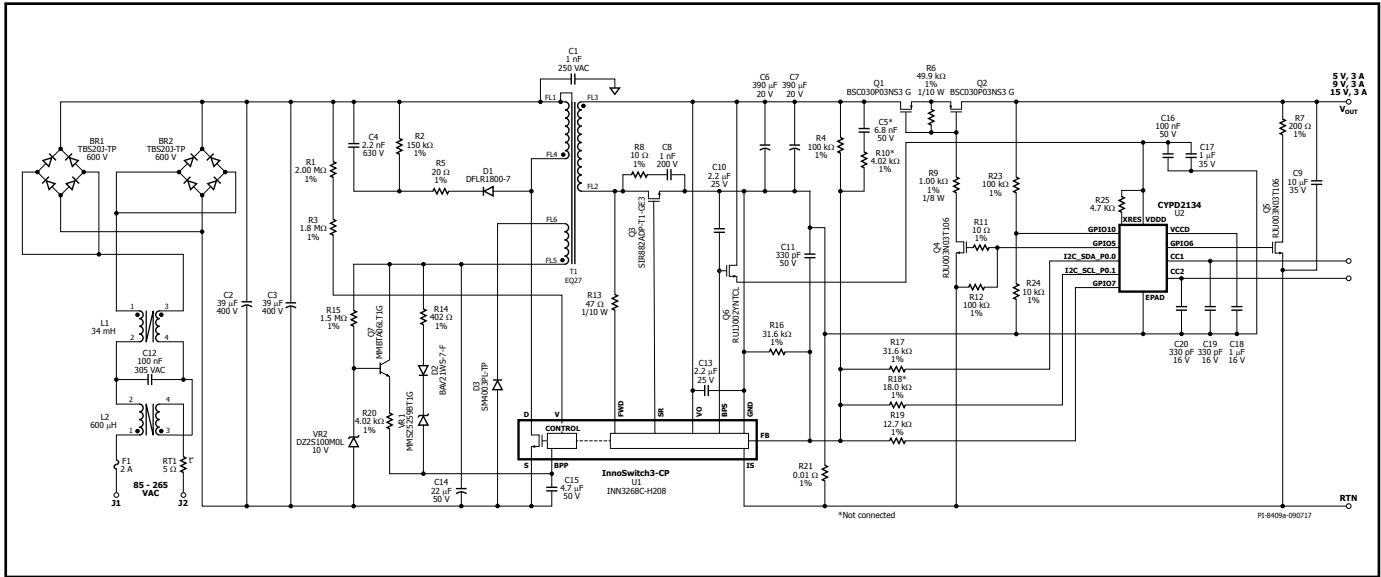 C1
1 nF
250 VAC
FL1
FL3
FL4
FL2
FL6
FL5
T1
EQ27
BR1
TBS20J-TP
600 V
BR2
TBS20J-TP
600 V
C4
2.2 nF
630 V
R2
150 kΩ
1%
R1
2.00 MΩ
1%
R5
20 Ω
1%
D1
DFLR1800-7
R3
1.8 MΩ
1%
C2
39 µF
400 V
C3
39 µF
400 V
L1
34 mH
1
3
2
4
C12
100 nF
305 VAC
L2
600 µH
2
4
1
3
F1
2 A
RT1
5 Ω
t°
85 - 265
VAC
J1
J2
R15
1.5 MΩ
1%
Q7
MMBTA06LT1G
R14
402 Ω
1%
D2
BAV21WS-7-F
R20
4.02 kΩ
1%
VR1
MMSZ5259BT1G
D3
SM4003PL-TP
VR2
DZ2S100M0L
10 V
C14
22 µF
50 V
C15
4.7 µF
50 V
R8
10 Ω
1%
C8
1 nF
200 V
Q3
SIR882ADP-T1-GE3
R13
47 Ω
1/10 W
C10
2.2 µF
25 V
Q6
RU1J002YNTCL
C13
2.2 µF
25 V
C6
390 µF
20 V
C7
390 µF
20 V
C11
330 pF
50 V
R16
31.6 kΩ
1%
D
V
FWD
SR
VO
BPS
GND
CONTROL
FB
S
BPP
IS
InnoSwitch3-CP
U1
INN3268C-H208
R4
100 kΩ
1%
C5*
6.8 nF
50 V
R10*
4.02 kΩ
1%
Q1
BSC030P03NS3 G
R6
49.9 kΩ
1%
1/10 W
Q2
BSC030P03NS3 G
R9
1.00 kΩ
1%
1/8 W
Q4
RJU003N03T106
R11
10 Ω
1%
R12
100 kΩ
1%
R23
100 kΩ
1%
R24
10 kΩ
1%
R17
31.6 kΩ
1%
R18*
18.0 kΩ
1%
R19
12.7 kΩ
1%
R21
0.01 Ω
1%
*Not connected
C16
100 nF
50 V
C17
1 µF
35 V
R25
4.7 KΩ
CYPD2134
U2
XRES
VDDD
GPIO10
VCCD
GPIO5
GPIO6
I2C_SDA_P0.0
CC1
I2C_SCL_P0.1
CC2
GPIO7
EPAD
C20
330 pF
16 V
C19
330 pF
16 V
C18
1 µF
16 V
R7
200 Ω
1%
C9
10 µF
35 V
Q5
RJU003N03T106
5 V, 3 A
9 V, 3 A
15 V, 3 A
VOUT
RTN
PI-8409a-090717